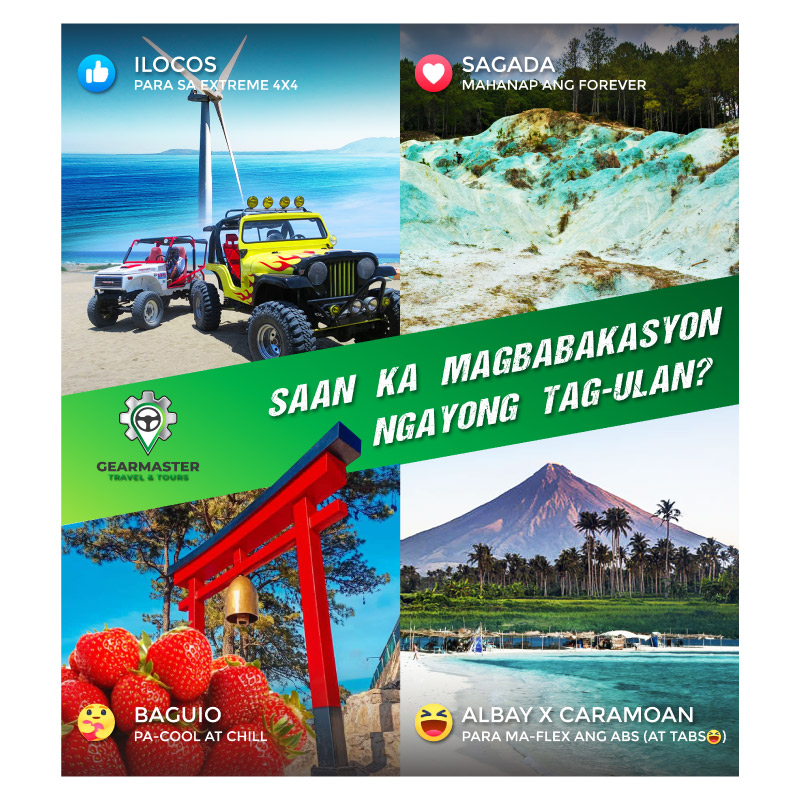 ILOCOS
PARA SA EXTREME 4X4
SAGADA
MAHANAP ANG FOREVER
SAAN KA MAGBABAKASYON
NGAYONG TAG-ULAN?
GEARMASTER
TRAVEL & TOURS
BAGUIO
PA-COOL AT CHILL
ALBAY X CARAMOAN
PARA MA-FLEX ANG ABS (AT TABS😆)